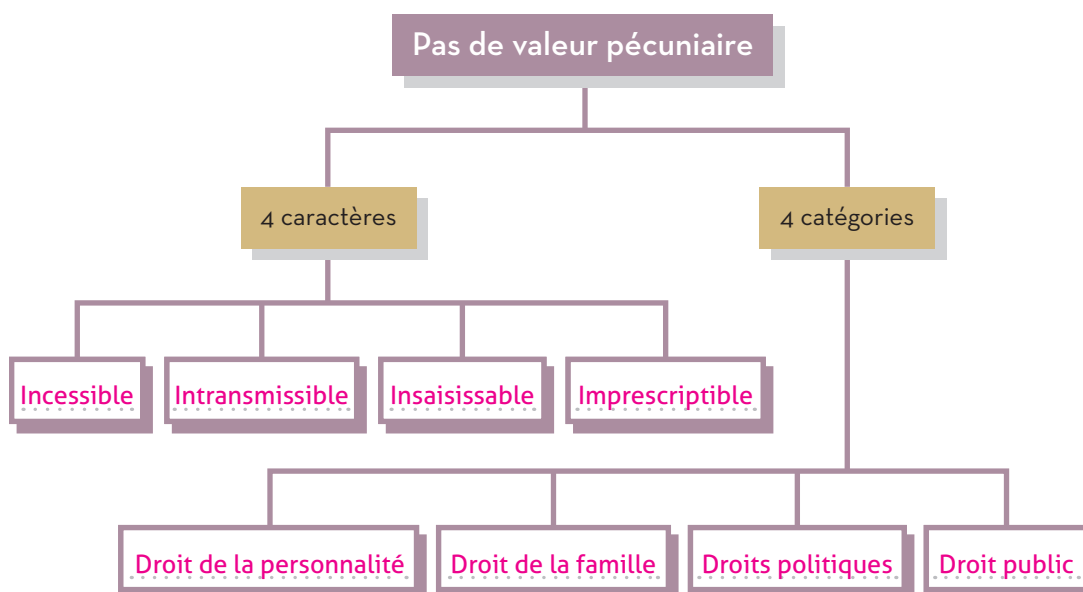 Pas de valeur pécuniaire
4 caractères
4 catégories
Incessible
Intransmissible
Insaisissable
Imprescriptible
Droit de la personnalité
Droit de la famille
Droits politiques
Droit public